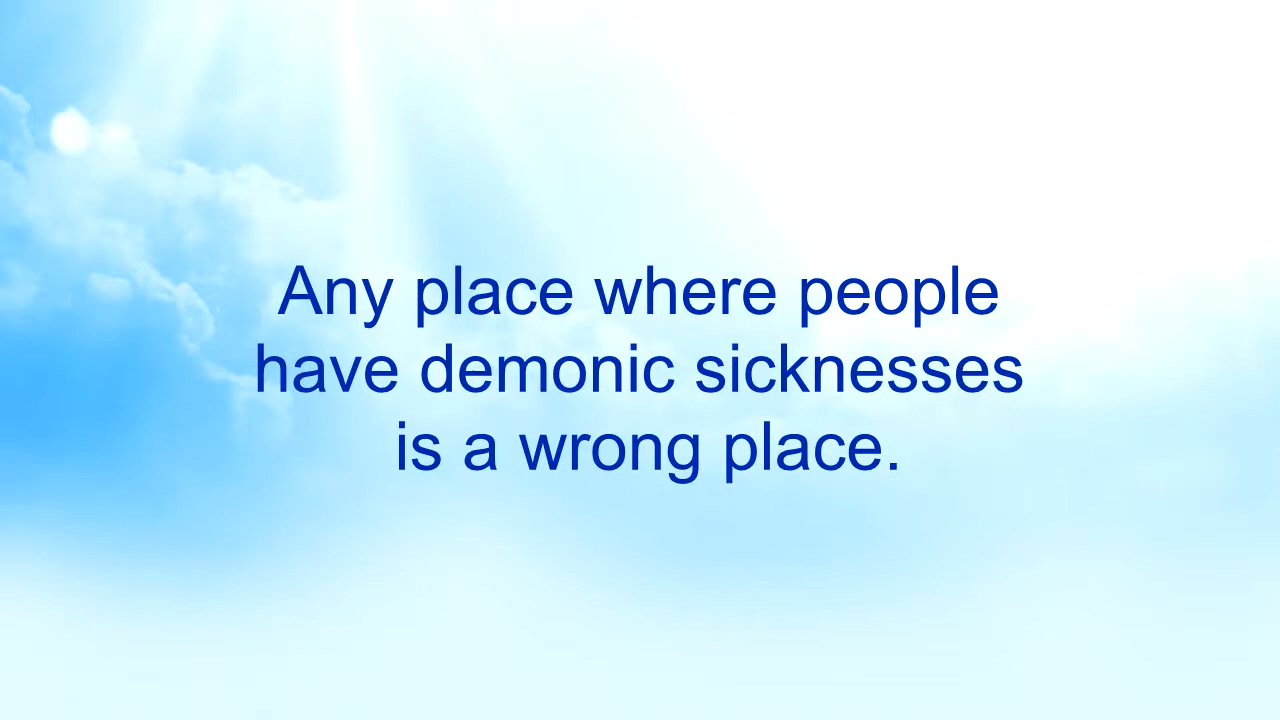 Any place where people
have demonic sicknesses
is a wrong place.